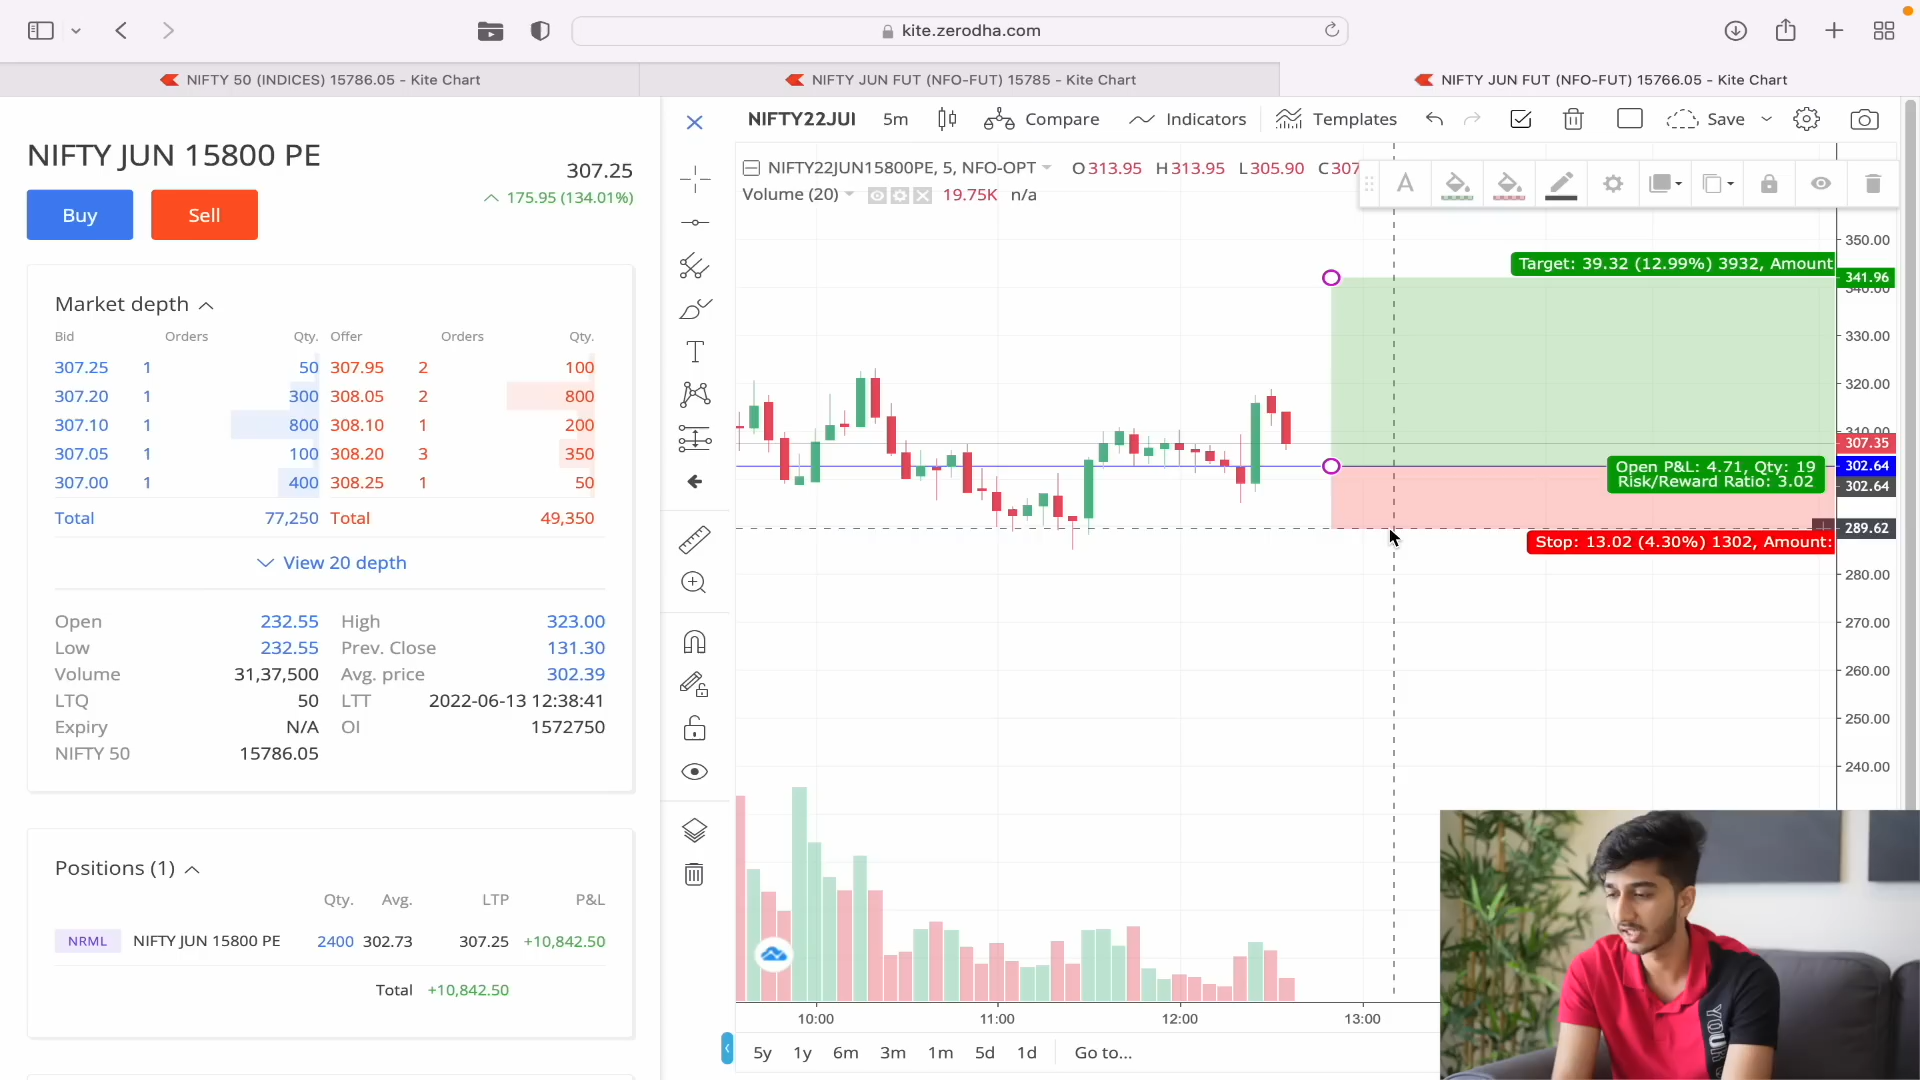 kite.zerodha.com
NIFTY 50 (INDICES) 15786.05 - Kite Chart
NIFTY JUN FUT (NFO-FUT) 15785 - Kite Chart
NIFTY JUN FUT (NFO-FUT) 15766.05 - Kite Chart
NIFTY JUN 15800 PE
307.25
175.95 (134.01%)
Buy
Sell
Market depth
Bid Orders Qty. Offer Orders Qty.
307.25 1 50 307.95 2 100
307.20 1 300 308.05 2 800
307.10 1 800 308.10 1 200
307.05 1 100 308.20 3 350
307.00 1 400 308.25 1 50
Total 77,250 Total 49,350
View 20 depth
Open 232.55 High 323.00
Low 232.55 Prev. Close 131.30
Volume 31,37,500 Avg. price 302.39
LTQ 50 LTT 2022-06-13 12:38:41
Expiry N/A OI 1572750
NIFTY 50 15786.05
Positions (1)
Qty. Avg. LTP P&L
NRML NIFTY JUN 15800 PE 2400 302.73 307.25 +10,842.50
Total +10,842.50
NIFTY22JUI 5m Compare Indicators Templates Save
NIFTY22JUN15800PE, 5, NFO-OPT O313.95 H313.95 L305.90 C307
Volume (20) 19.75K n/a
A
T
350.00
Target: 39.32 (12.99%) 3932, Amount
341.96
340.00
330.00
320.00
310.00
307.35
Open P&L: 4.71, Qty: 19
Risk/Reward Ratio: 3.02
302.64
302.64
289.62
Stop: 13.02 (4.30%) 1302, Amount:
280.00
270.00
260.00
250.00
240.00
10:00 11:00 12:00 13:00
5y 1y 6m 3m 1m 5d 1d Go to...
YOUR